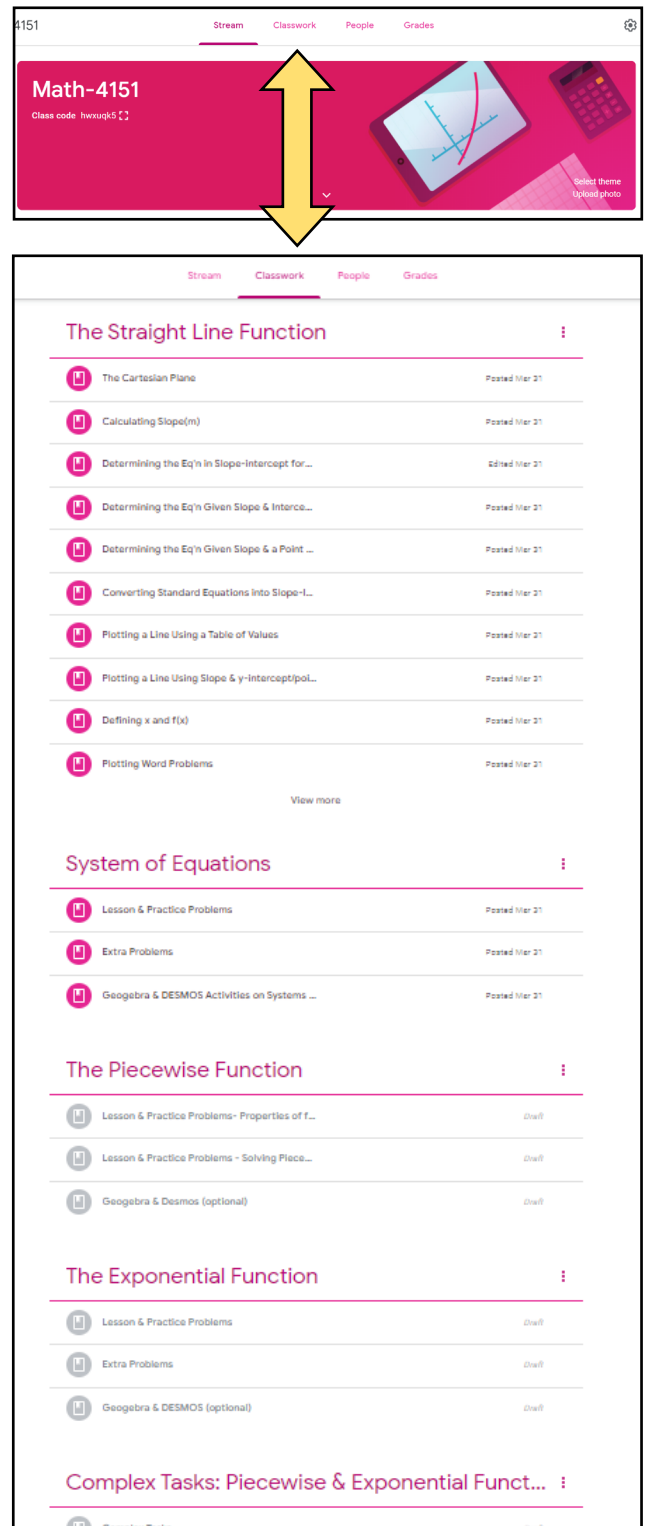 4151 Stream Classwork People Grades
Math-4151
Class code hwxuqk5
Select theme
Upload photo
Stream Classwork People Grades
The Straight Line Function
The Cartesian Plane Posted Mar 31
Calculating Slope(m) Posted Mar 31
Determining the Eq'n in Slope-intercept for... Edited Mar 31
Determining the Eq'n Given Slope & Interce... Posted Mar 31
Determining the Eq'n Given Slope & a Point ... Posted Mar 31
Converting Standard Equations into Slope-I... Posted Mar 31
Plotting a Line Using a Table of Values Posted Mar 31
Plotting a Line Using Slope & y-intercept/poi... Posted Mar 31
Defining x and f(x) Posted Mar 31
Plotting Word Problems Posted Mar 31
View more
System of Equations
Lesson & Practice Problems Posted Mar 31
Extra Problems Posted Mar 31
Geogebra & DESMOS Activities on Systems ... Posted Mar 31
The Piecewise Function
Lesson & Practice Problems- Properties of f... Draft
Lesson & Practice Problems - Solving Piece... Draft
Geogebra & Desmos (optional) Draft
The Exponential Function
Lesson & Practice Problems Draft
Extra Problems Draft
Geogebra & DESMOS (optional) Draft
Complex Tasks: Piecewise & Exponential Funct...